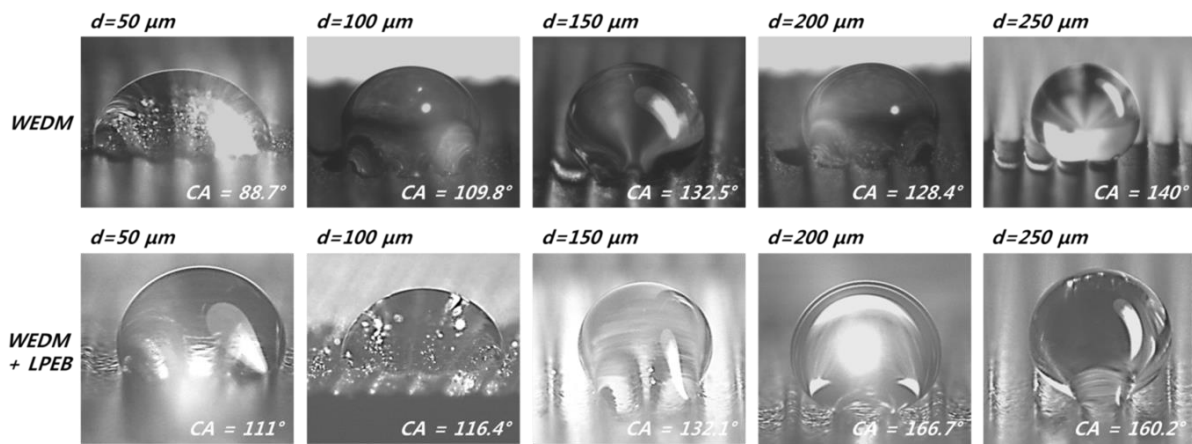 d=50 μm
d=100 μm
d=150 μm
d=200 μm
d=250 μm
WEDM
CA = 88.7°
CA = 109.8°
CA = 132.5°
CA = 128.4°
CA = 140°
d=50 μm
d=100 μm
d=150 μm
d=200 μm
d=250 μm
WEDM
+ LPEB
CA = 111°
CA = 116.4°
CA = 132.1°
CA = 166.7°
CA = 160.2°